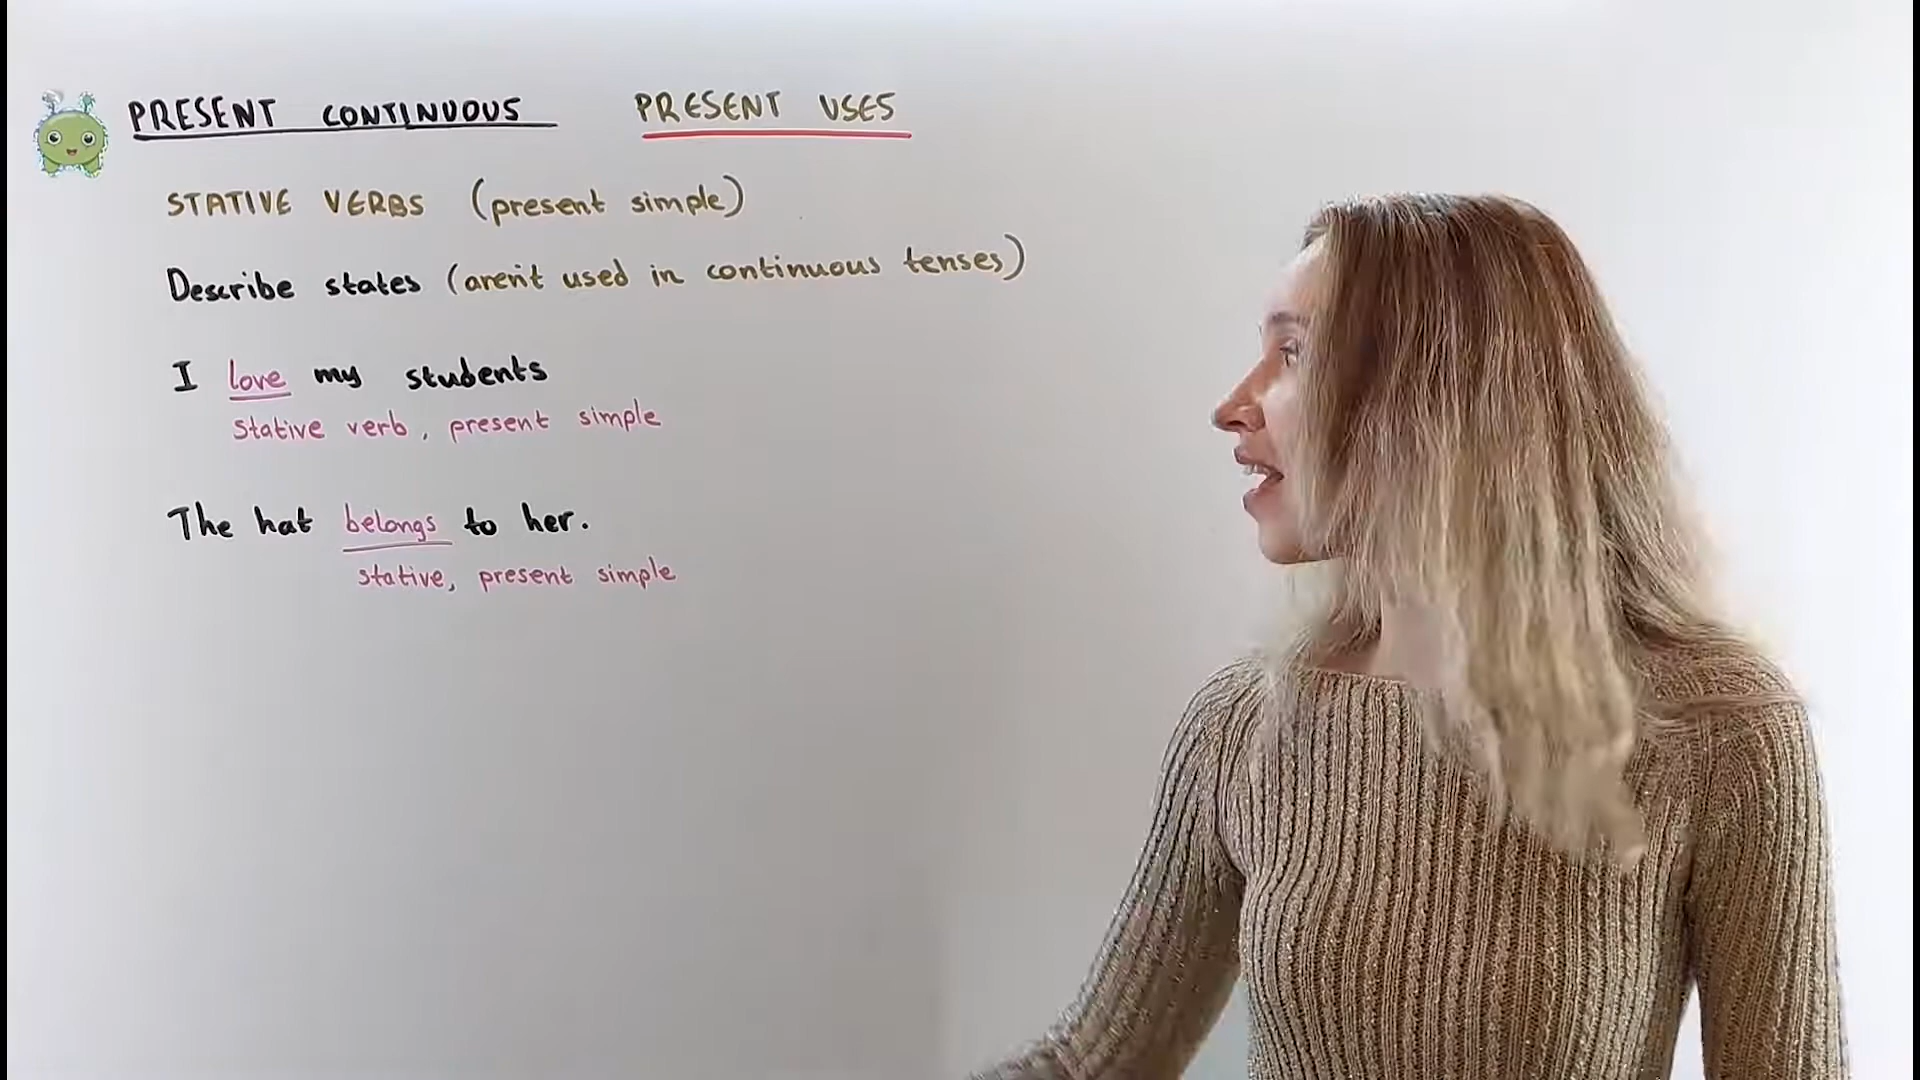 PRESENT CONTINUOUS PRESENT USES
STATIVE VERBS (present simple)
Describe states (aren't used in continuous tenses)
I love my students
stative verb, present simple
The hat belongs to her.
stative, present simple